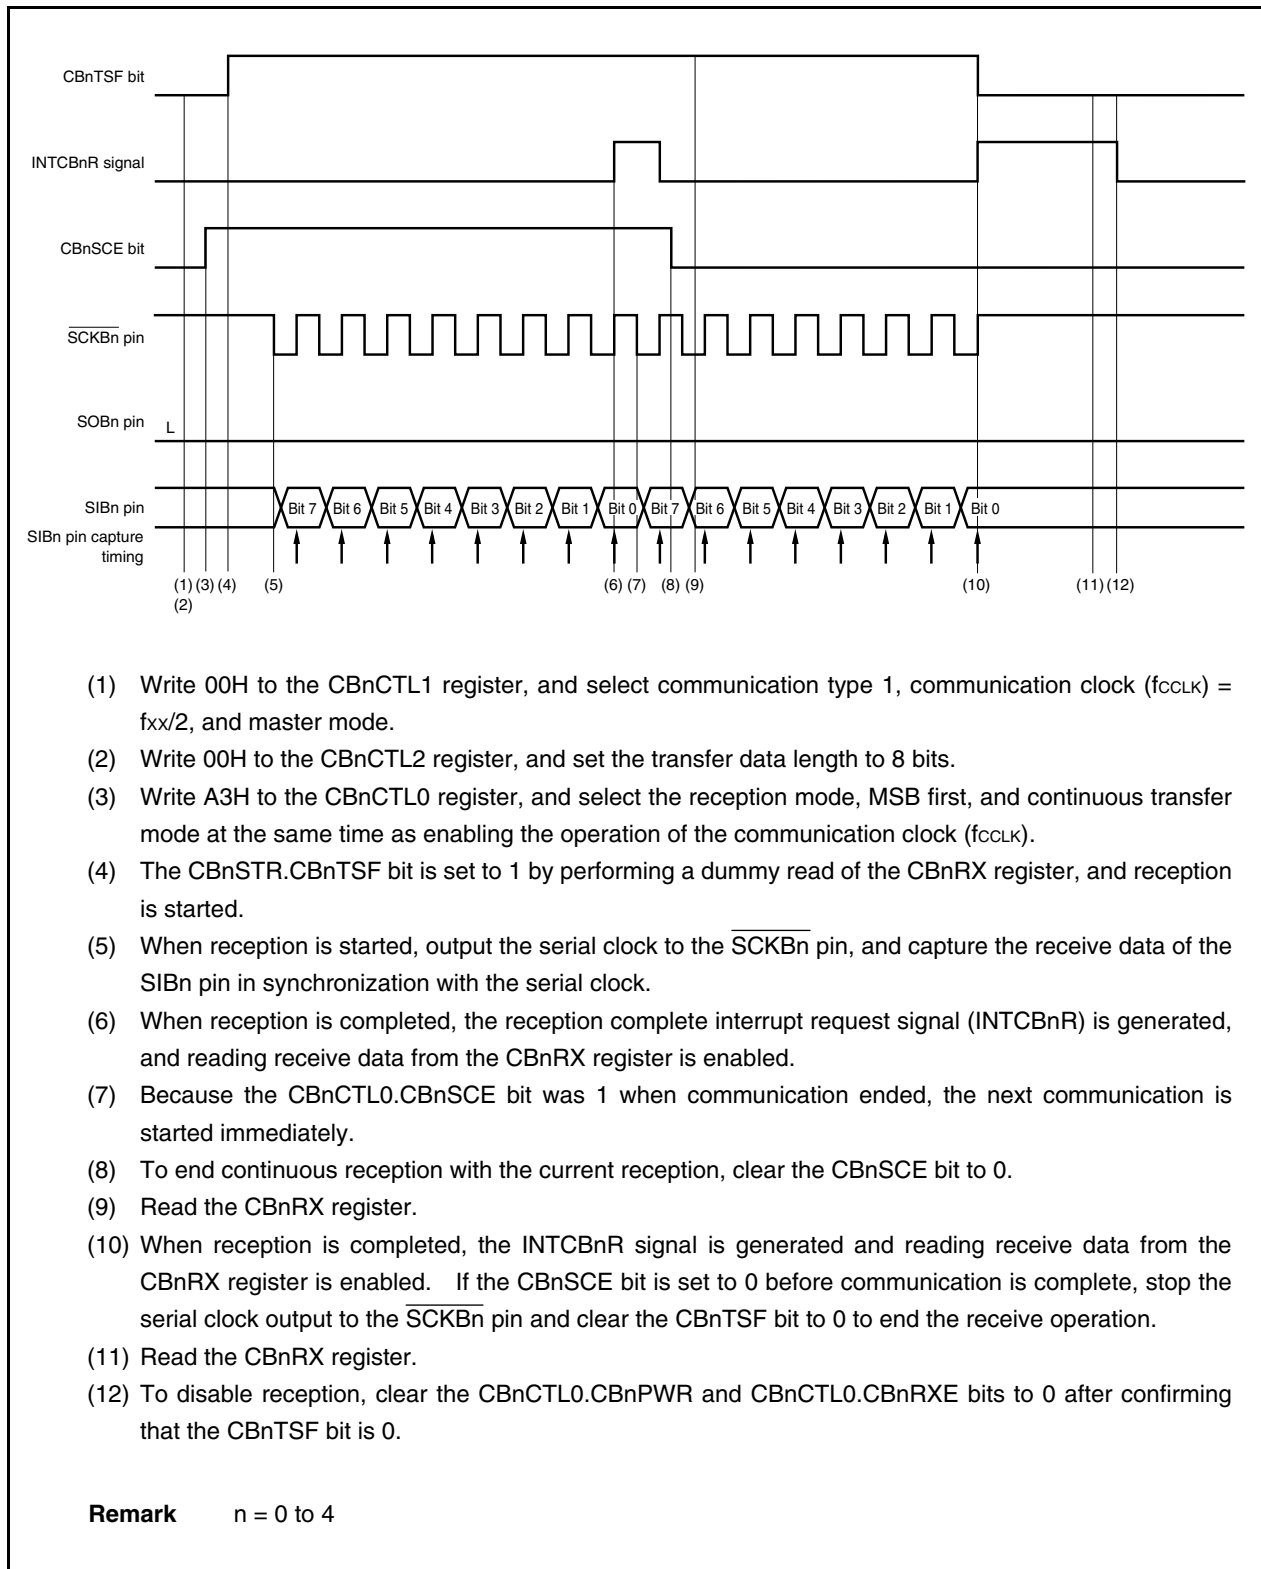 CBnTSF bit
INTCBnR signal
CBnSCE bit
SCKBn pin
SOBn pin L
SIBn pin Bit 7 Bit 6 Bit 5 Bit 4 Bit 3 Bit 2 Bit 1 Bit 0 Bit 7 Bit 6 Bit 5 Bit 4 Bit 3 Bit 2 Bit 1 Bit 0
SIBn pin capture
timing
(1) (3) (4) (5) (6) (7) (8) (9) (10) (11) (12)
(2)
(1) Write 00H to the CBnCTL1 register, and select communication type 1, communication clock (fCCLK) =
fXX/2, and master mode.
(2) Write 00H to the CBnCTL2 register, and set the transfer data length to 8 bits.
(3) Write A3H to the CBnCTL0 register, and select the reception mode, MSB first, and continuous transfer
mode at the same time as enabling the operation of the communication clock (fCCLK).
(4) The CBnSTR.CBnTSF bit is set to 1 by performing a dummy read of the CBnRX register, and reception
is started.
(5) When reception is started, output the serial clock to the SCKBn pin, and capture the receive data of the
SIBn pin in synchronization with the serial clock.
(6) When reception is completed, the reception complete interrupt request signal (INTCBnR) is generated,
and reading receive data from the CBnRX register is enabled.
(7) Because the CBnCTL0.CBnSCE bit was 1 when communication ended, the next communication is
started immediately.
(8) To end continuous reception with the current reception, clear the CBnSCE bit to 0.
(9) Read the CBnRX register.
(10) When reception is completed, the INTCBnR signal is generated and reading receive data from the
CBnRX register is enabled. If the CBnSCE bit is set to 0 before communication is complete, stop the
serial clock output to the SCKBn pin and clear the CBnTSF bit to 0 to end the receive operation.
(11) Read the CBnRX register.
(12) To disable reception, clear the CBnCTL0.CBnPWR and CBnCTL0.CBnRXE bits to 0 after confirming
that the CBnTSF bit is 0.
Remark n = 0 to 4